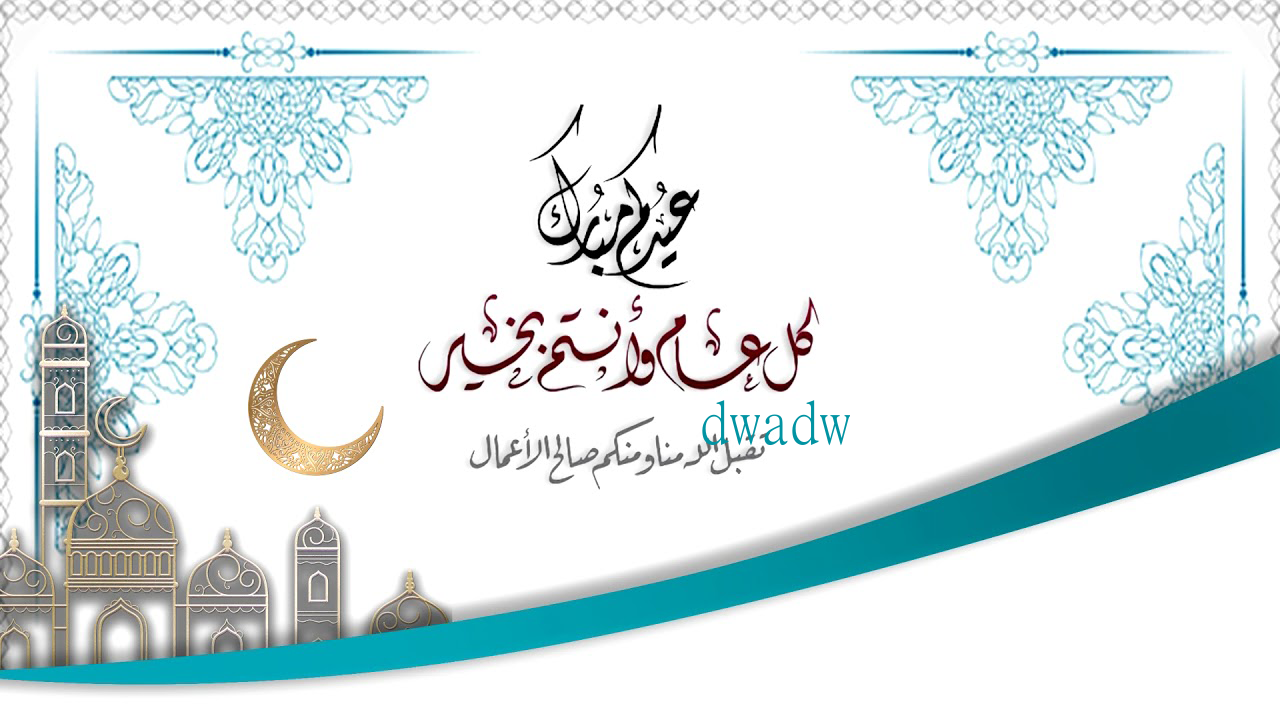 عيدكم مبارك
كل عام وأنتم بخير
dwadw
تقبل الله منا ومنكم صالح الأعمال